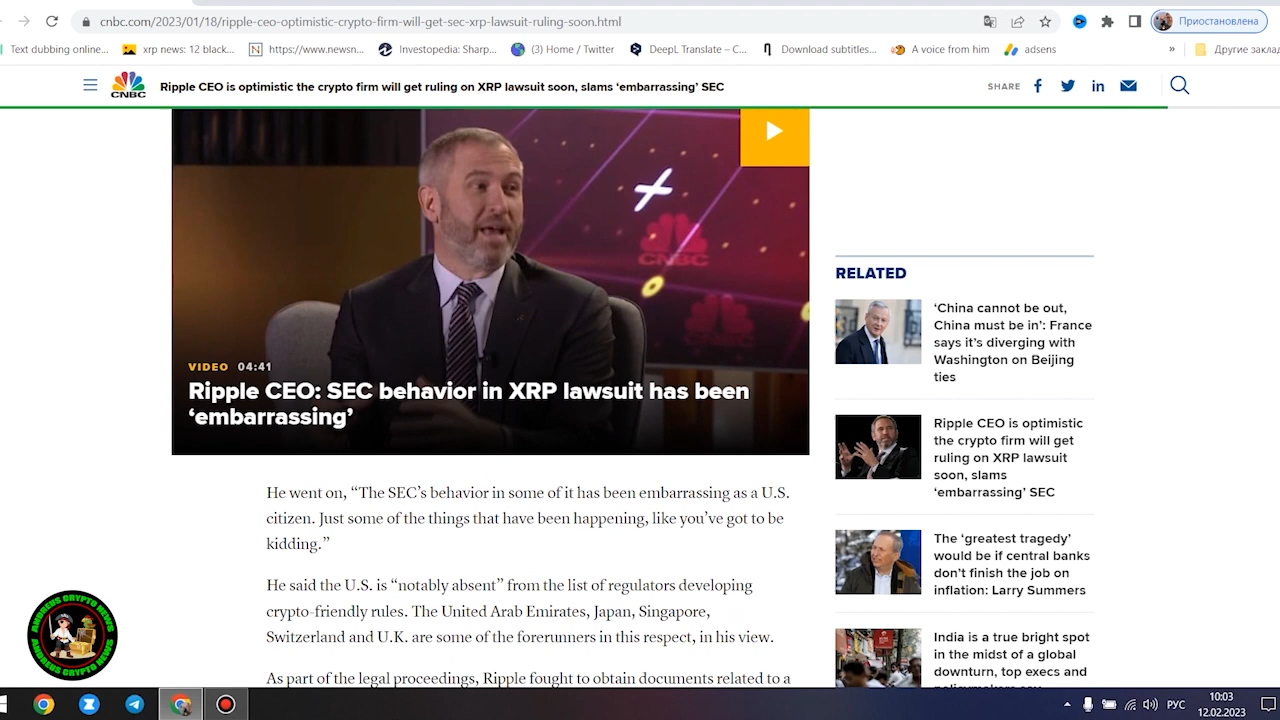 cnbc.com/2023/01/18/ripple-ceo-optimistic-crypto-firm-will-get-sec-xrp-lawsuit-ruling-soon.html
Приостановлена
Text dubbing online...
xrp news: 12 black...
https://www.newsn...
Investopedia: Sharp...
(3) Home / Twitter
DeepL Translate – C...
Download subtitles...
A voice from him
adsens
»
Другие закла
CNBC
Ripple CEO is optimistic the crypto firm will get ruling on XRP lawsuit soon, slams ‘embarrassing’ SEC
SHARE
CNBC
VIDEO 04:41
Ripple CEO: SEC behavior in XRP lawsuit has been
‘embarrassing’
He went on, “The SEC’s behavior in some of it has been embarrassing as a U.S.
citizen. Just some of the things that have been happening, like you’ve got to be
kidding.”
He said the U.S. is “notably absent” from the list of regulators developing
crypto-friendly rules. The United Arab Emirates, Japan, Singapore,
Switzerland and U.K. are some of the forerunners in this respect, in his view.
As part of the legal proceedings, Ripple fought to obtain documents related to a
RELATED
‘China cannot be out,
China must be in’: France
says it’s diverging with
Washington on Beijing
ties
Ripple CEO is optimistic
the crypto firm will get
ruling on XRP lawsuit
soon, slams
‘embarrassing’ SEC
The ‘greatest tragedy’
would be if central banks
don’t finish the job on
inflation: Larry Summers
India is a true bright spot
in the midst of a global
downturn, top execs and
ANDREUS CRYPTO NEWS
ANDREUS CRYPTO NEWS
РУС
10:03
12.02.2023